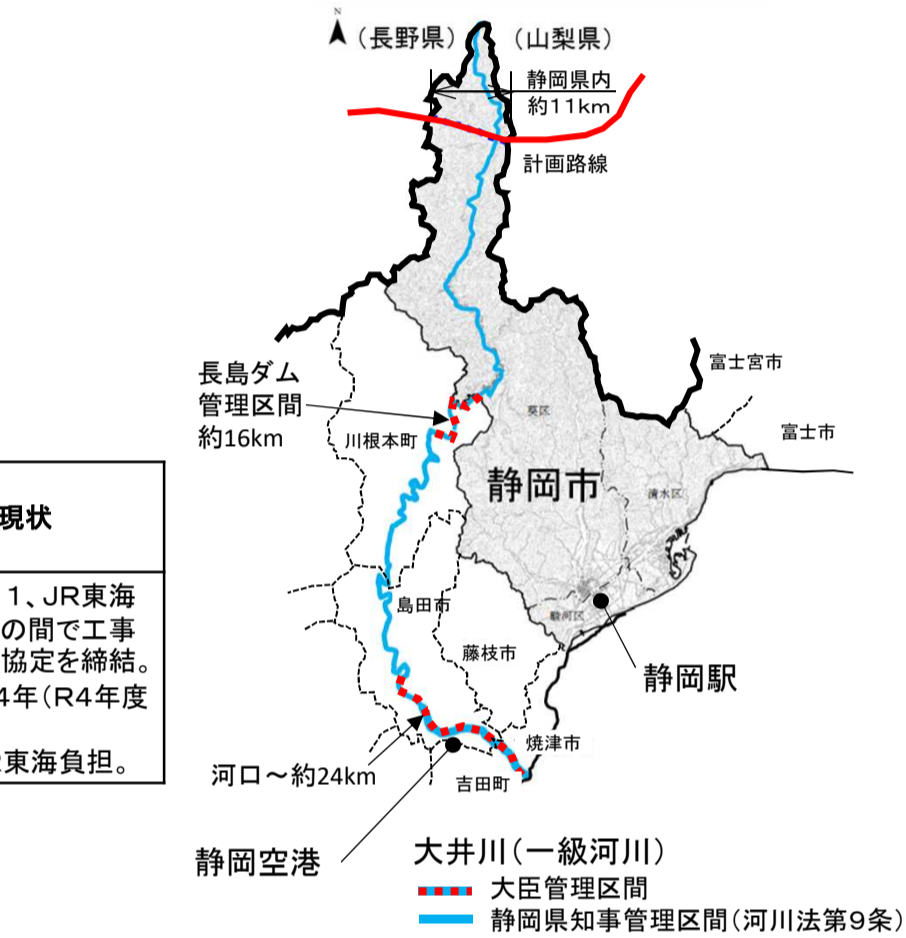 N
(長野県)
(山梨県)
静岡県内
約11km
計画路線
長島ダム
管理区間
約16km
川根本町
葵区
富士宮市
富士市
静岡市
清水区
現状
1、JR東海
の間で工事
協定を締結。
4年(R4年度
東海負担。
島田市
駿河区
藤枝市
静岡駅
焼津市
河口~約24km
吉田町
静岡空港
大井川(一級河川)
大臣管理区間
静岡県知事管理区間(河川法第9条)